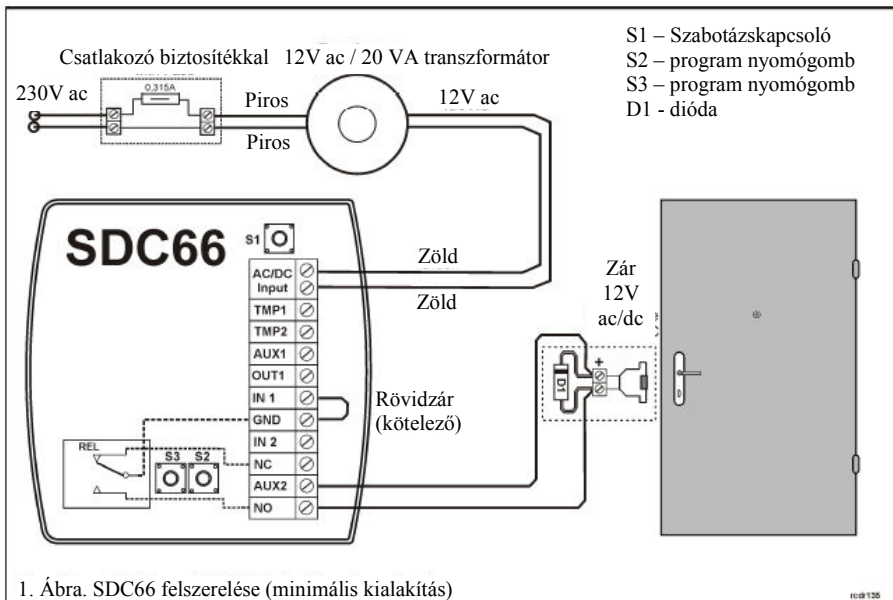 S1 – Szabotázskapcsoló
S2 – program nyomógomb
S3 – program nyomógomb
D1 - dióda
Csatlakozó biztosítékkal
12V ac / 20 VA transzformátor
230V ac
0,315A
Piros
Piros
12V ac
SDC66
S1
Zöld
Zöld
AC/DC
Input
TMP1
TMP2
AUX1
OUT1
IN 1
GND
IN 2
NC
AUX2
NO
Rövidzár
(kötelező)
REL
S3
S2
Zár
12V
ac/dc
+
D1
1. Ábra. SDC66 felszerelése (minimális kialakítás)
rcdr135